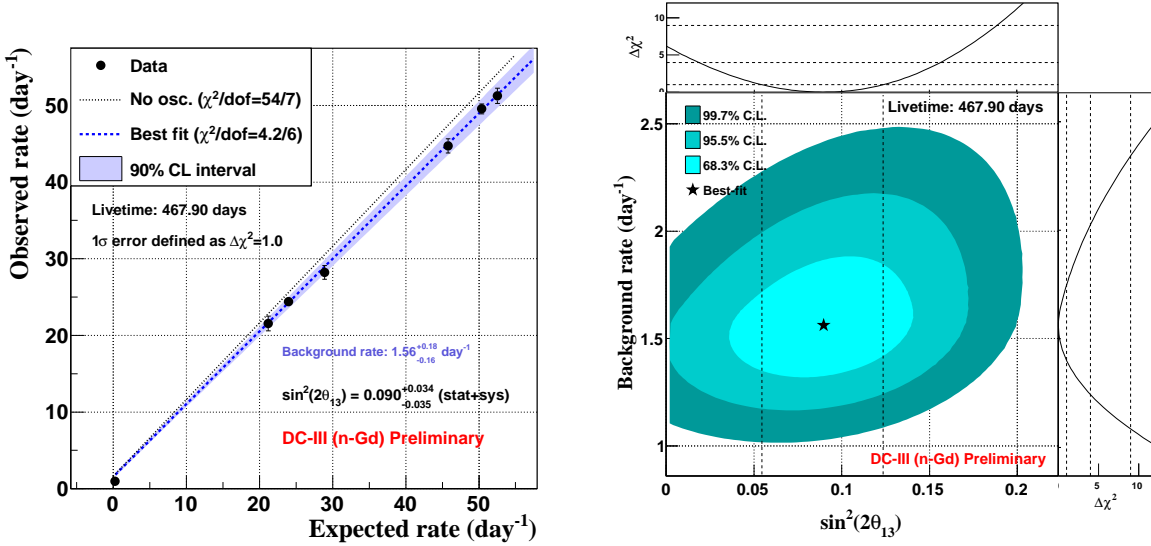 Observed rate (day⁻¹)
Data
No osc. (χ²/dof=54/7)
Best fit (χ²/dof=4.2/6)
90% CL interval
Livetime: 467.90 days
1σ error defined as Δχ²=1.0
Background rate: 1.56 +0.18 -0.16 day⁻¹
sin²(2θ₁₃) = 0.090 +0.034 -0.035 (stat+sys)
DC-III (n-Gd) Preliminary
50
40
30
20
10
0
0 10 20 30 40 50
Expected rate (day⁻¹)
Δχ²
10
5
0
Background rate (day⁻¹)
Livetime: 467.90 days
99.7% C.L.
95.5% C.L.
68.3% C.L.
Best-fit
DC-III (n-Gd) Preliminary
2.5
2
1.5
1
0 0.05 0.1 0.15 0.2
sin²(2θ₁₃)
5 10
Δχ²